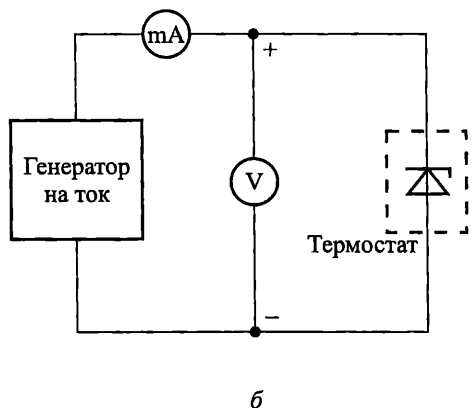 mA
+
Генератор
на ток
V
Термостат
−
б